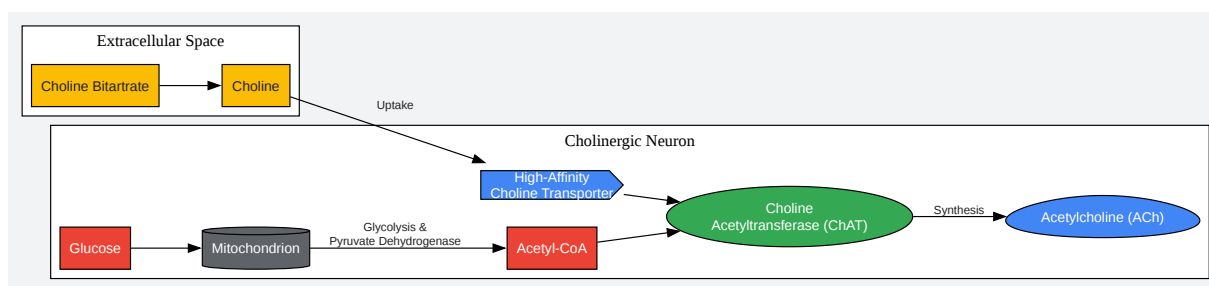 Extracellular Space
Choline Bitartrate
Choline
Uptake
Cholinergic Neuron
High-Affinity
Choline Transporter
Choline
Acetyltransferase (ChAT)
Synthesis
Acetylcholine (ACh)
Glucose
Mitochondrion
Glycolysis &
Pyruvate Dehydrogenase
Acetyl-CoA